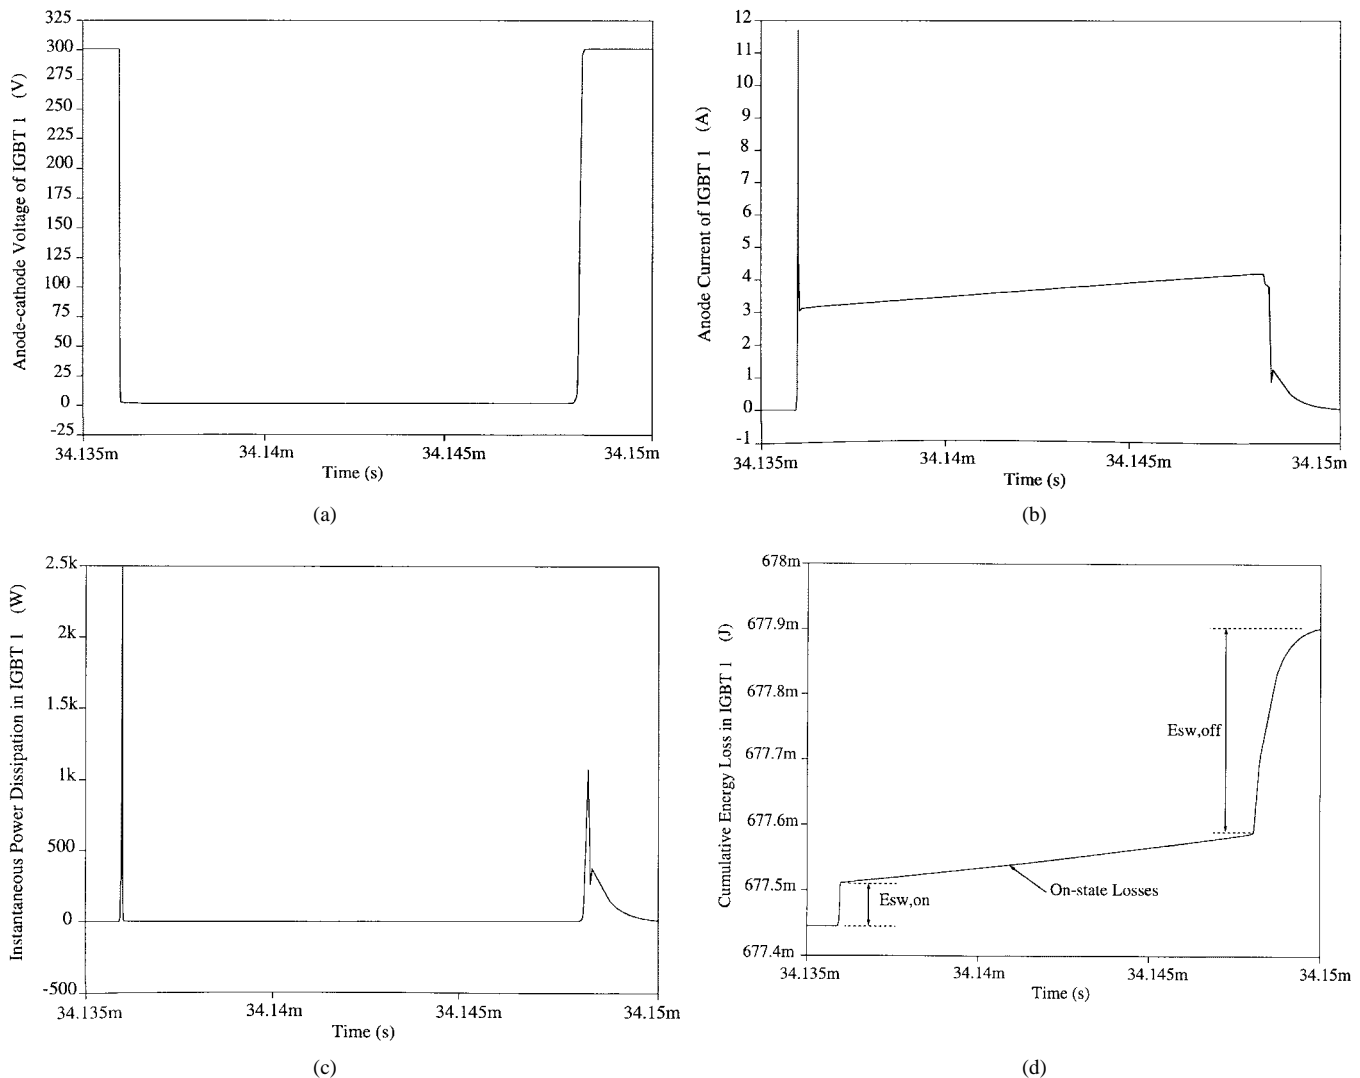 325
300
275
250
225
200
175
150
125
100
75
50
25
0
-25
Anode-cathode Voltage of IGBT 1 (V)
34.135m 34.14m 34.145m 34.15m
Time (s)
(a)
12
11
10
9
8
7
6
5
4
3
2
1
0
-1
Anode Current of IGBT 1 (A)
34.135m 34.14m 34.145m 34.15m
Time (s)
(b)
2.5k
2k
1.5k
1k
500
0
-500
Instantaneous Power Dissipation in IGBT 1 (W)
34.135m 34.14m 34.145m 34.15m
Time (s)
(c)
678m
677.9m
677.8m
677.7m
677.6m
677.5m
677.4m
Cumulative Energy Loss in IGBT 1 (J)
Esw,off
On-state Losses
Esw,on
34.135m 34.14m 34.145m 34.15m
Time (s)
(d)